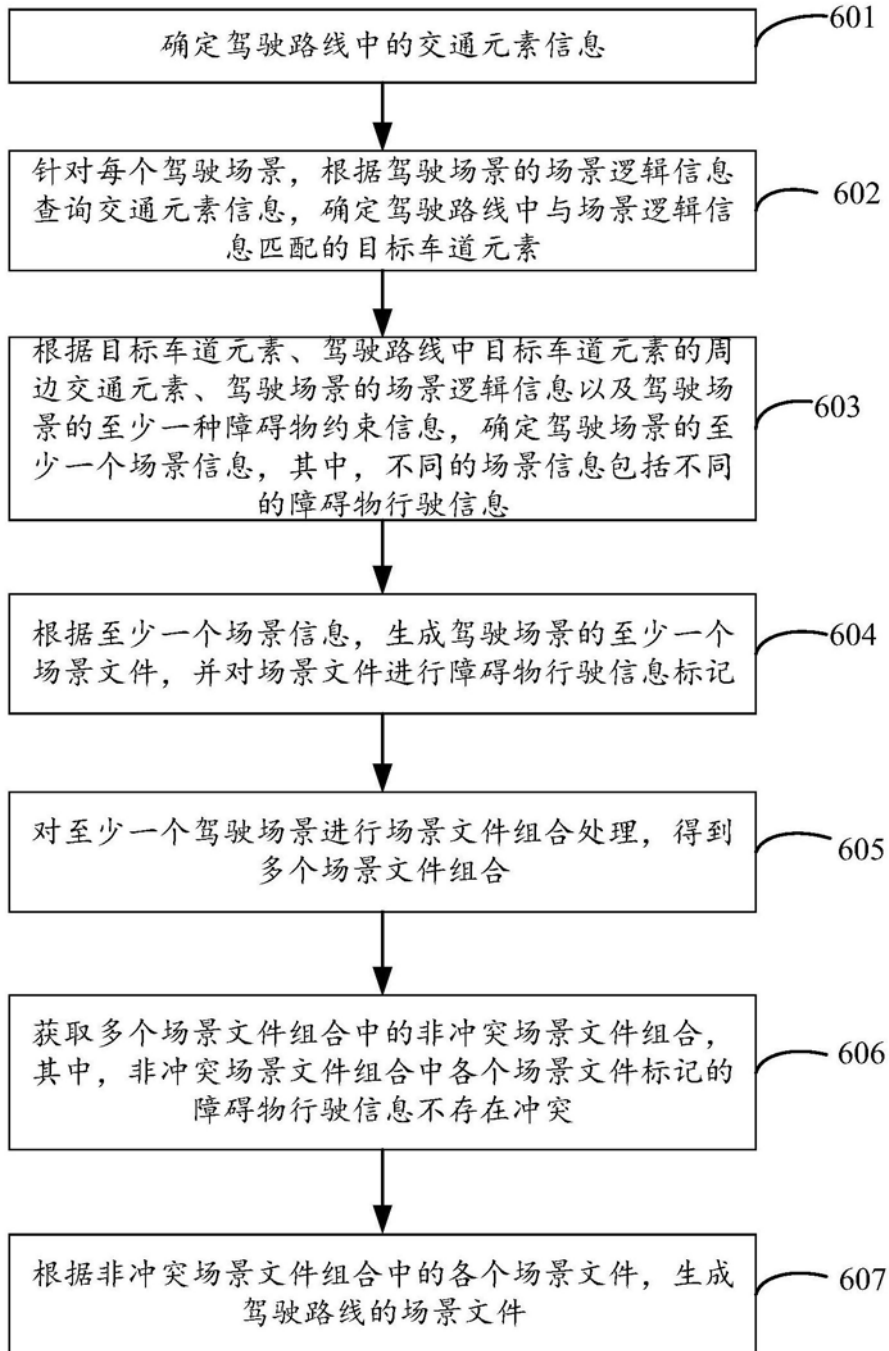 确定驾驶路线中的交通元素信息
601
针对每个驾驶场景，根据驾驶场景的场景逻辑信息
查询交通元素信息，确定驾驶路线中与场景逻辑信
息匹配的目标车道元素
602
根据目标车道元素、驾驶路线中目标车道元素的周
边交通元素、驾驶场景的场景逻辑信息以及驾驶场
景的至少一种障碍物约束信息，确定驾驶场景的至
少一个场景信息，其中，不同的场景信息包括不同
的障碍物行驶信息
603
根据至少一个场景信息，生成驾驶场景的至少一个
场景文件，并对场景文件进行障碍物行驶信息标记
604
对至少一个驾驶场景进行场景文件组合处理，得到
多个场景文件组合
605
获取多个场景文件组合中的非冲突场景文件组合，
其中，非冲突场景文件组合中各个场景文件标记的
障碍物行驶信息不存在冲突
606
根据非冲突场景文件组合中的各个场景文件，生成
驾驶路线的场景文件
607